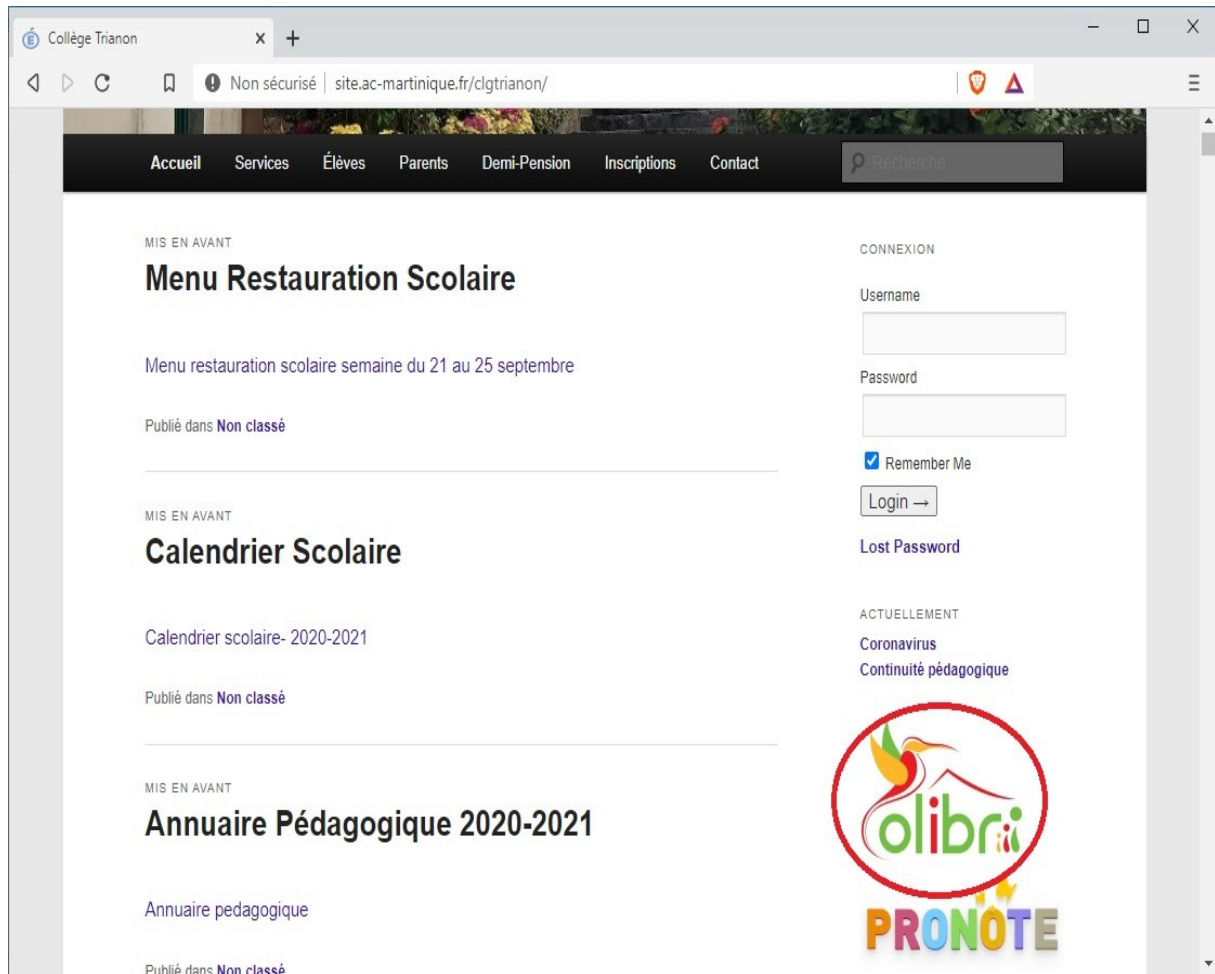 Collège Trianon
Non sécurisé site.ac-martinique.fr/clgtrianon/
Accueil Services Élèves Parents Demi-Pension Inscriptions Contact Recherche
MIS EN AVANT
Menu Restauration Scolaire
Menu restauration scolaire semaine du 21 au 25 septembre
Publié dans Non classé
MIS EN AVANT
Calendrier Scolaire
Calendrier scolaire- 2020-2021
Publié dans Non classé
MIS EN AVANT
Annuaire Pédagogique 2020-2021
Annuaire pedagogique
Publié dans Non classé
CONNEXION
Username
Password
Remember Me
Login →
Lost Password
ACTUELLEMENT
Coronavirus
Continuité pédagogique
Colibri
PRONOTE